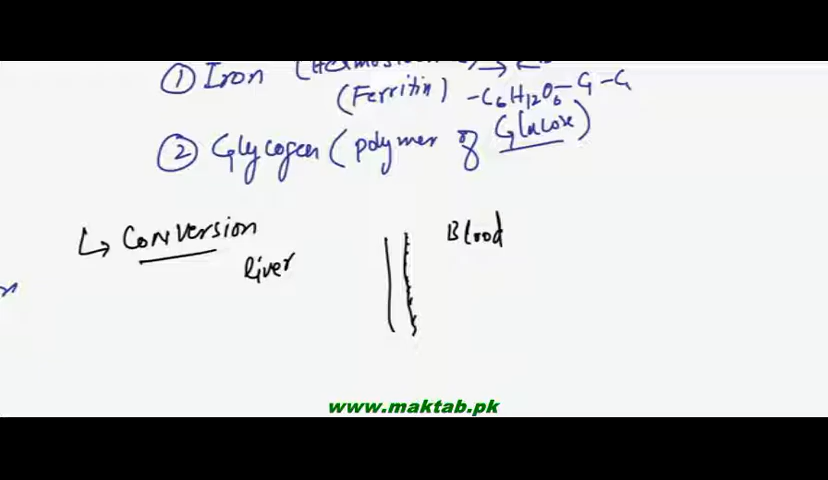 ① Iron
(Ferritin) -C6H12O6-G-G
② Glycogen (polymer of Glucose)
↳ Conversion
liver
Blood
www.maktab.pk